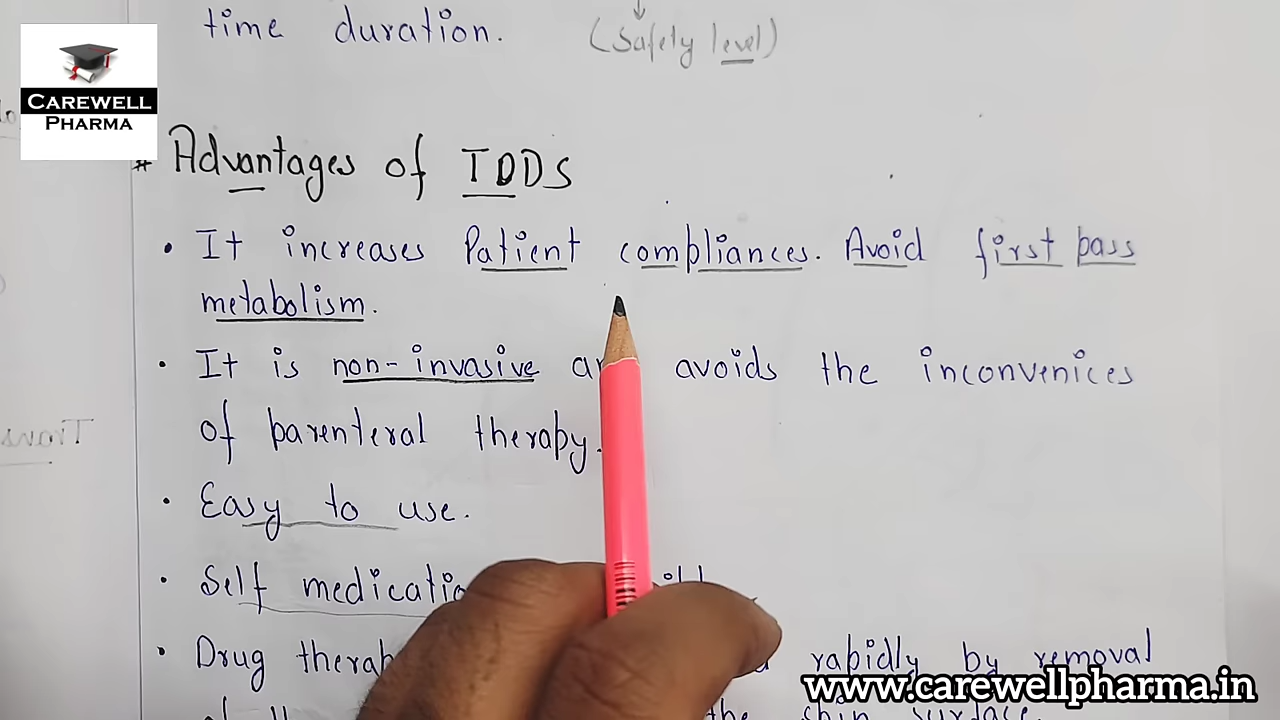 time duration. (Safety level)
CAREWELL
PHARMA
# Advantages of TDDS
• It increases Patient compliances. Avoid first pass
metabolism.
• It is non-invasive avoids the inconvenices
of parenteral therapy.
• Easy to use.
• Self
• Drug rapidly by removal
surface.
www.carewellpharma.in